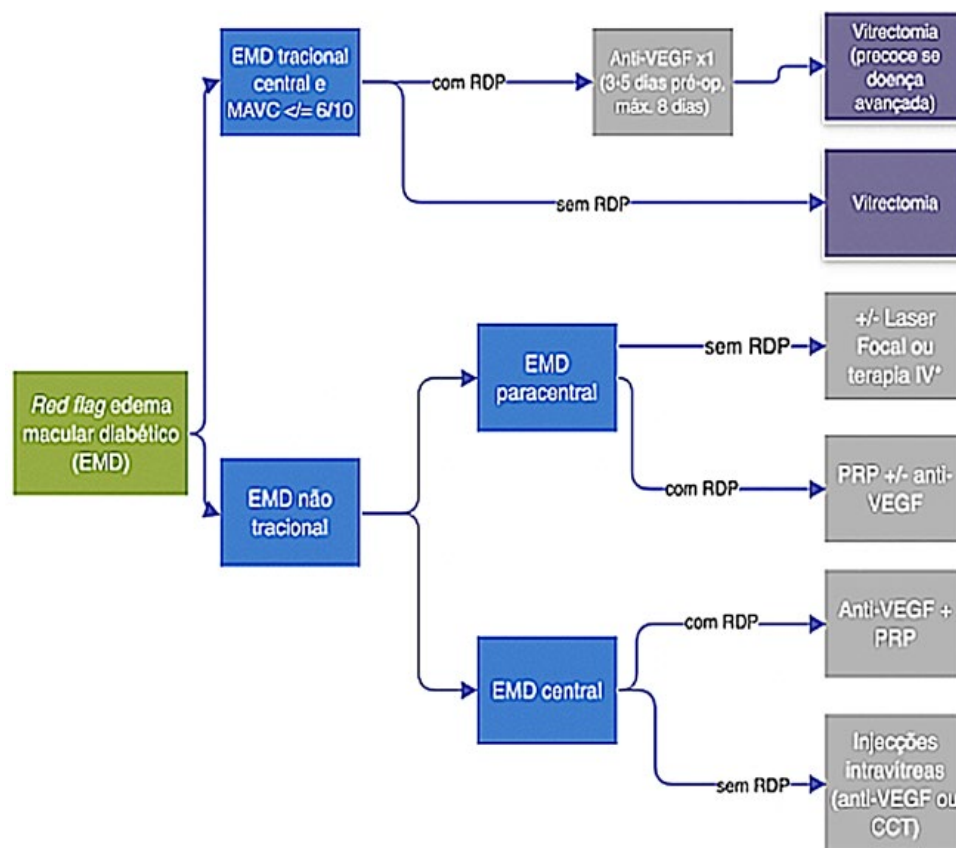 EMD tracional
central e
MAVC </= 6/10
com RDP
Anti-VEGF x1
(3-5 dias pré-op,
máx. 8 dias)
Vitrectomia
(precoce se
doença
avançada)
sem RDP
Vitrectomia
Red flag edema
macular diabético
(EMD)
EMD não
tracional
EMD
paracentral
sem RDP
+/- Laser
Focal ou
terapia IV*
com RDP
PRP +/- anti-
VEGF
EMD central
com RDP
Anti-VEGF +
PRP
sem RDP
Injecções
intravítreas
(anti-VEGF ou
CCT)